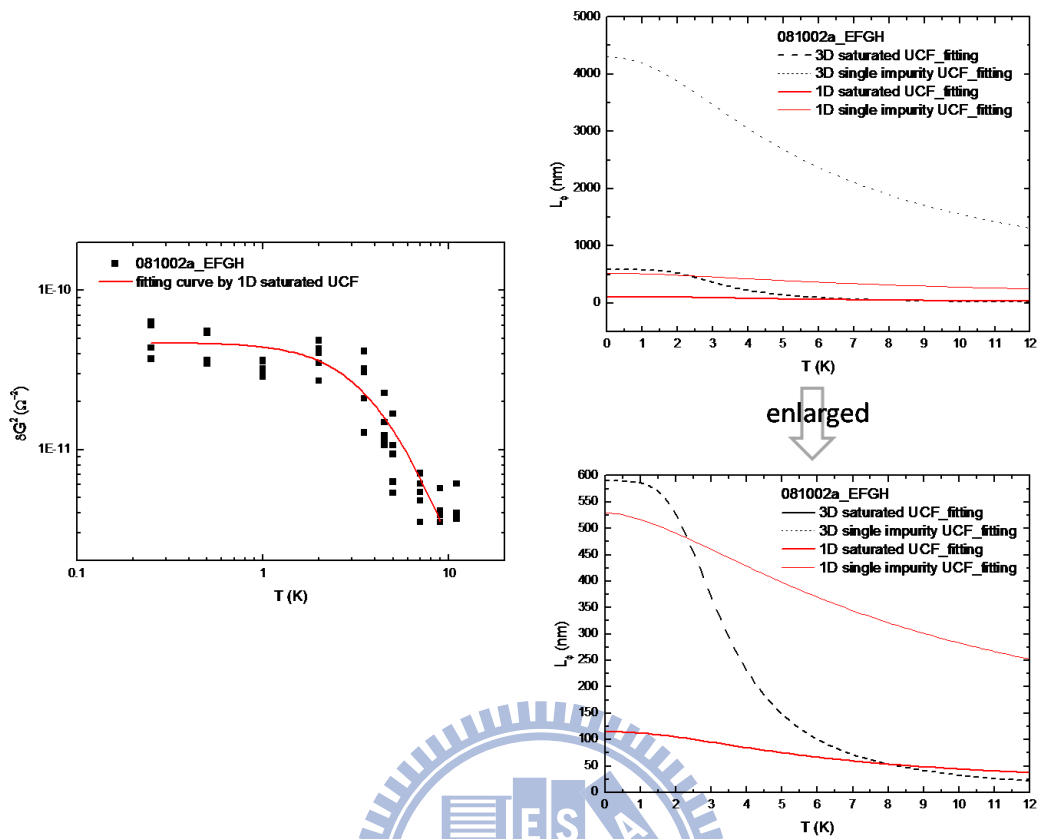 081002a_EFGH
fitting curve by 1D saturated UCF
1E-10
1E-11
δG² (Ω⁻²)
0.1
1
10
T (K)
5000
4000
3000
2000
1000
0
Lϕ (nm)
081002a_EFGH
3D saturated UCF_fitting
3D single impurity UCF_fitting
1D saturated UCF_fitting
1D single impurity UCF_fitting
0 1 2 3 4 5 6 7 8 9 10 11 12
T (K)
enlarged
600
550
500
450
400
350
300
250
200
150
100
50
0
Lϕ (nm)
081002a_EFGH
3D saturated UCF_fitting
3D single impurity UCF_fitting
1D saturated UCF_fitting
1D single impurity UCF_fitting
0 1 2 3 4 5 6 7 8 9 10 11 12
T (K)
ESA